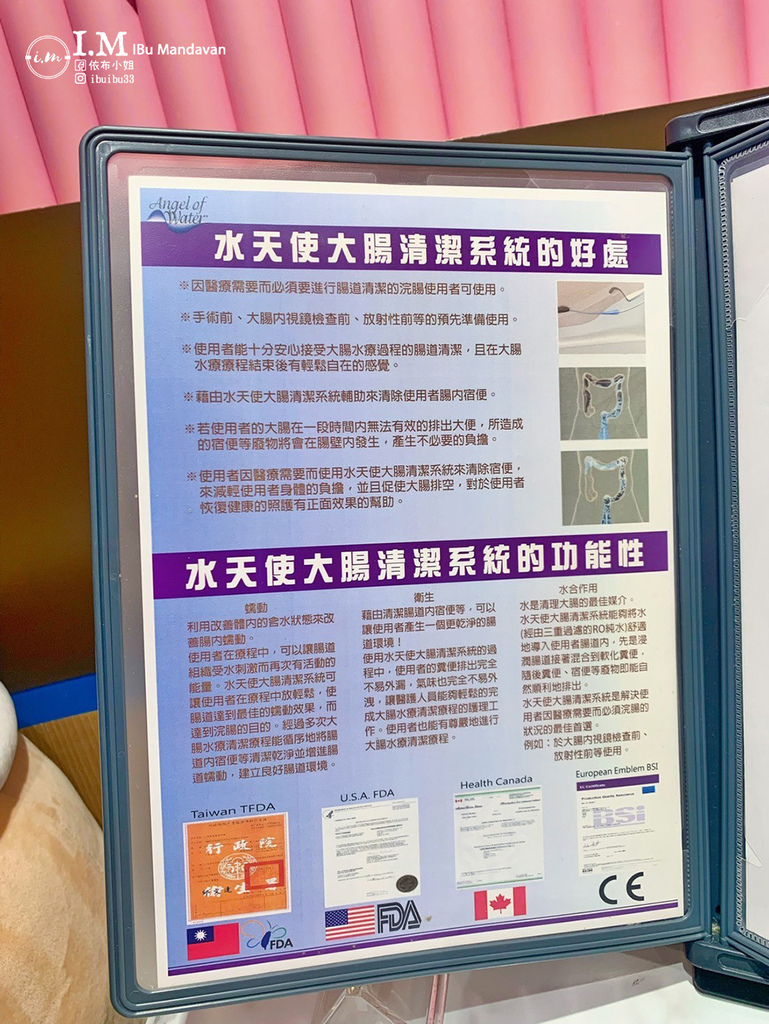 i.m
I.M IBu Mandavan
依布小姐
ibuibu33
Angel of
Water
水天使大腸清潔系統的好處
※因醫療需要而必須要進行腸道清潔的浣腸使用者可使用。
※手術前、大腸內視鏡檢查前、放射性前等的預先準備使用。
※使用者能十分安心接受大腸水療過程的腸道清潔，且在大腸
水療療程結束後有輕鬆自在的感覺。
※藉由水天使大腸清潔系統輔助來清除使用者腸內宿便。
※若使用者的大腸在一段時間內無法有效的排出大便，所造成
的宿便等廢物將會在腸壁內發生，產生不必要的負擔。
※使用者因醫療需要而使用水天使大腸清潔系統來清除宿便，
來減輕使用者身體的負擔，並且促使大腸排空，對於使用者
恢復健康的照護有正面效果的幫助。
水天使大腸清潔系統的功能性
蠕動
利用改善體內的含水狀態來改
善腸內蠕動。
使用者在療程中，可以讓腸道
組織受水刺激而再次有活動的
能量。水天使大腸清潔系統可
讓使用者在療程中放輕鬆，使
腸道達到最佳的蠕動效果，而
達到浣腸的目的。經過多次大
腸水療清潔療程能循序地將腸
道內宿便等清潔乾淨並增進腸
道蠕動，建立良好腸道環境。
衛生
藉由清潔腸道內宿便等，可以
讓使用者產生一個更乾淨的腸
道環境！
使用水天使大腸清潔系統的過
程中，使用者的糞便排出完全
不易外漏，氣味也完全不易外
洩，讓醫護人員能夠輕鬆的完
成大腸水療清潔療程的護理工
作。使用者也能有尊嚴地進行
大腸水療清潔療程。
水合作用
水是清理大腸的最佳媒介。
水天使大腸清潔系統能夠將水
(經由三重過濾的RO純水)舒適
地導入使用者腸道內，先是浸
潤腸道接著混合到軟化糞便，
隨後糞便、宿便等廢物即能自
然順利地排出。
水天使大腸清潔系統是解決使
用者因醫療需要而必須浣腸的
狀況的最佳首選。
例如：於大腸內視鏡檢查前、
放射性前等使用。
Taiwan TFDA
行政院
衛生署
FDA
U.S.A. FDA
FDA
Health Canada
European Emblem BSI
BSI
CE